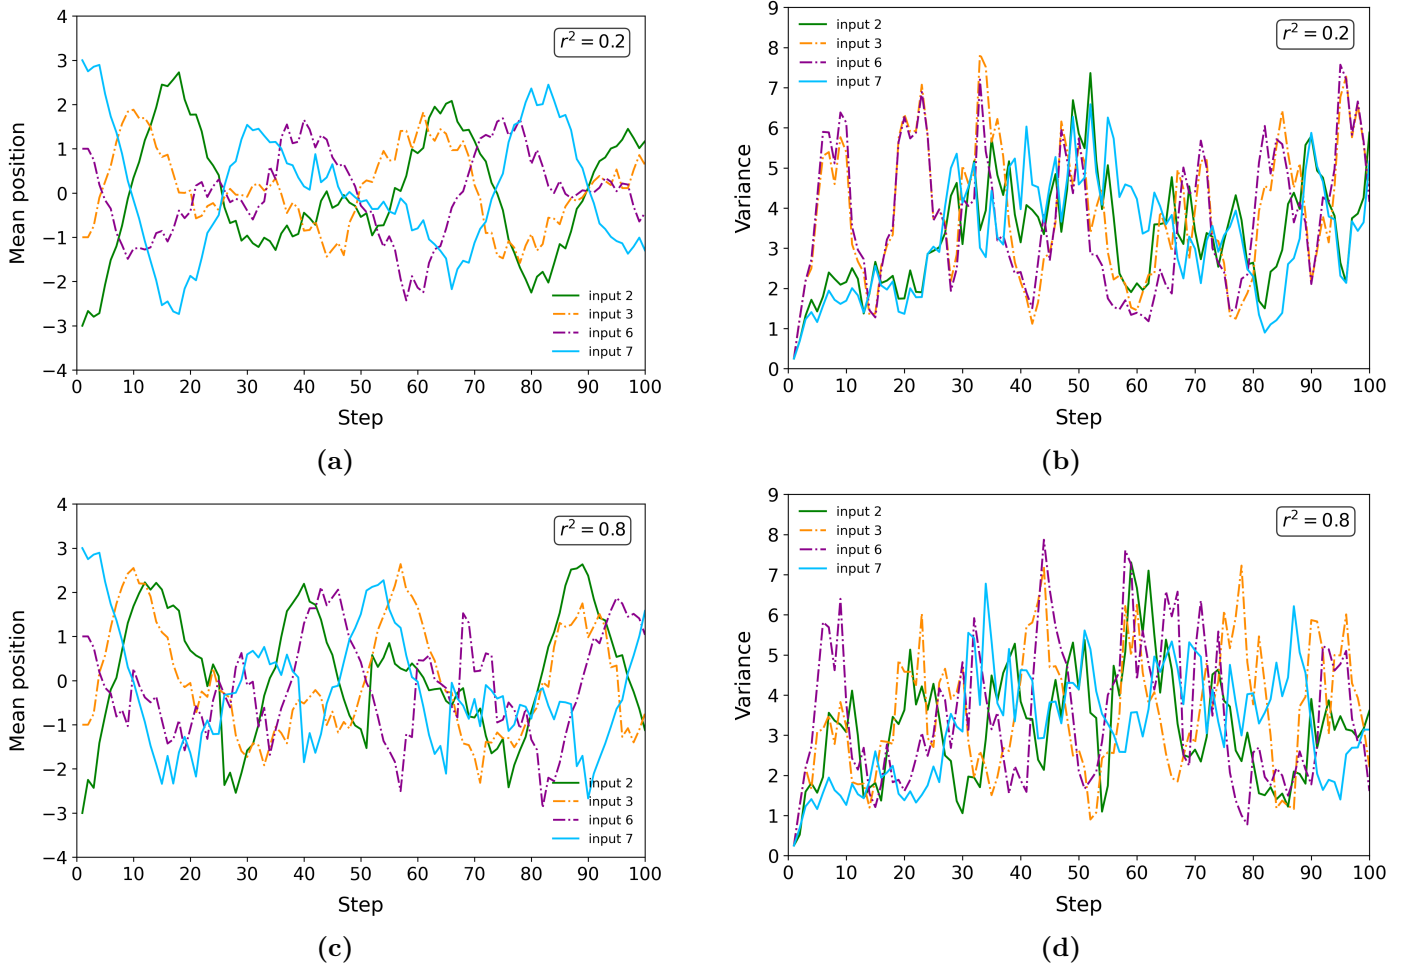 4
3
2
1
0
−1
−2
−3
−4
Mean position
r² = 0.2
input 2
input 3
input 6
input 7
0 10 20 30 40 50 60 70 80 90 100
Step
(a)
9
8
7
6
5
4
3
2
1
0
Variance
input 2
input 3
input 6
input 7
r² = 0.2
0 10 20 30 40 50 60 70 80 90 100
Step
(b)
4
3
2
1
0
−1
−2
−3
−4
Mean position
r² = 0.8
input 2
input 3
input 6
input 7
0 10 20 30 40 50 60 70 80 90 100
Step
(c)
9
8
7
6
5
4
3
2
1
0
Variance
input 2
input 3
input 6
input 7
r² = 0.8
0 10 20 30 40 50 60 70 80 90 100
Step
(d)